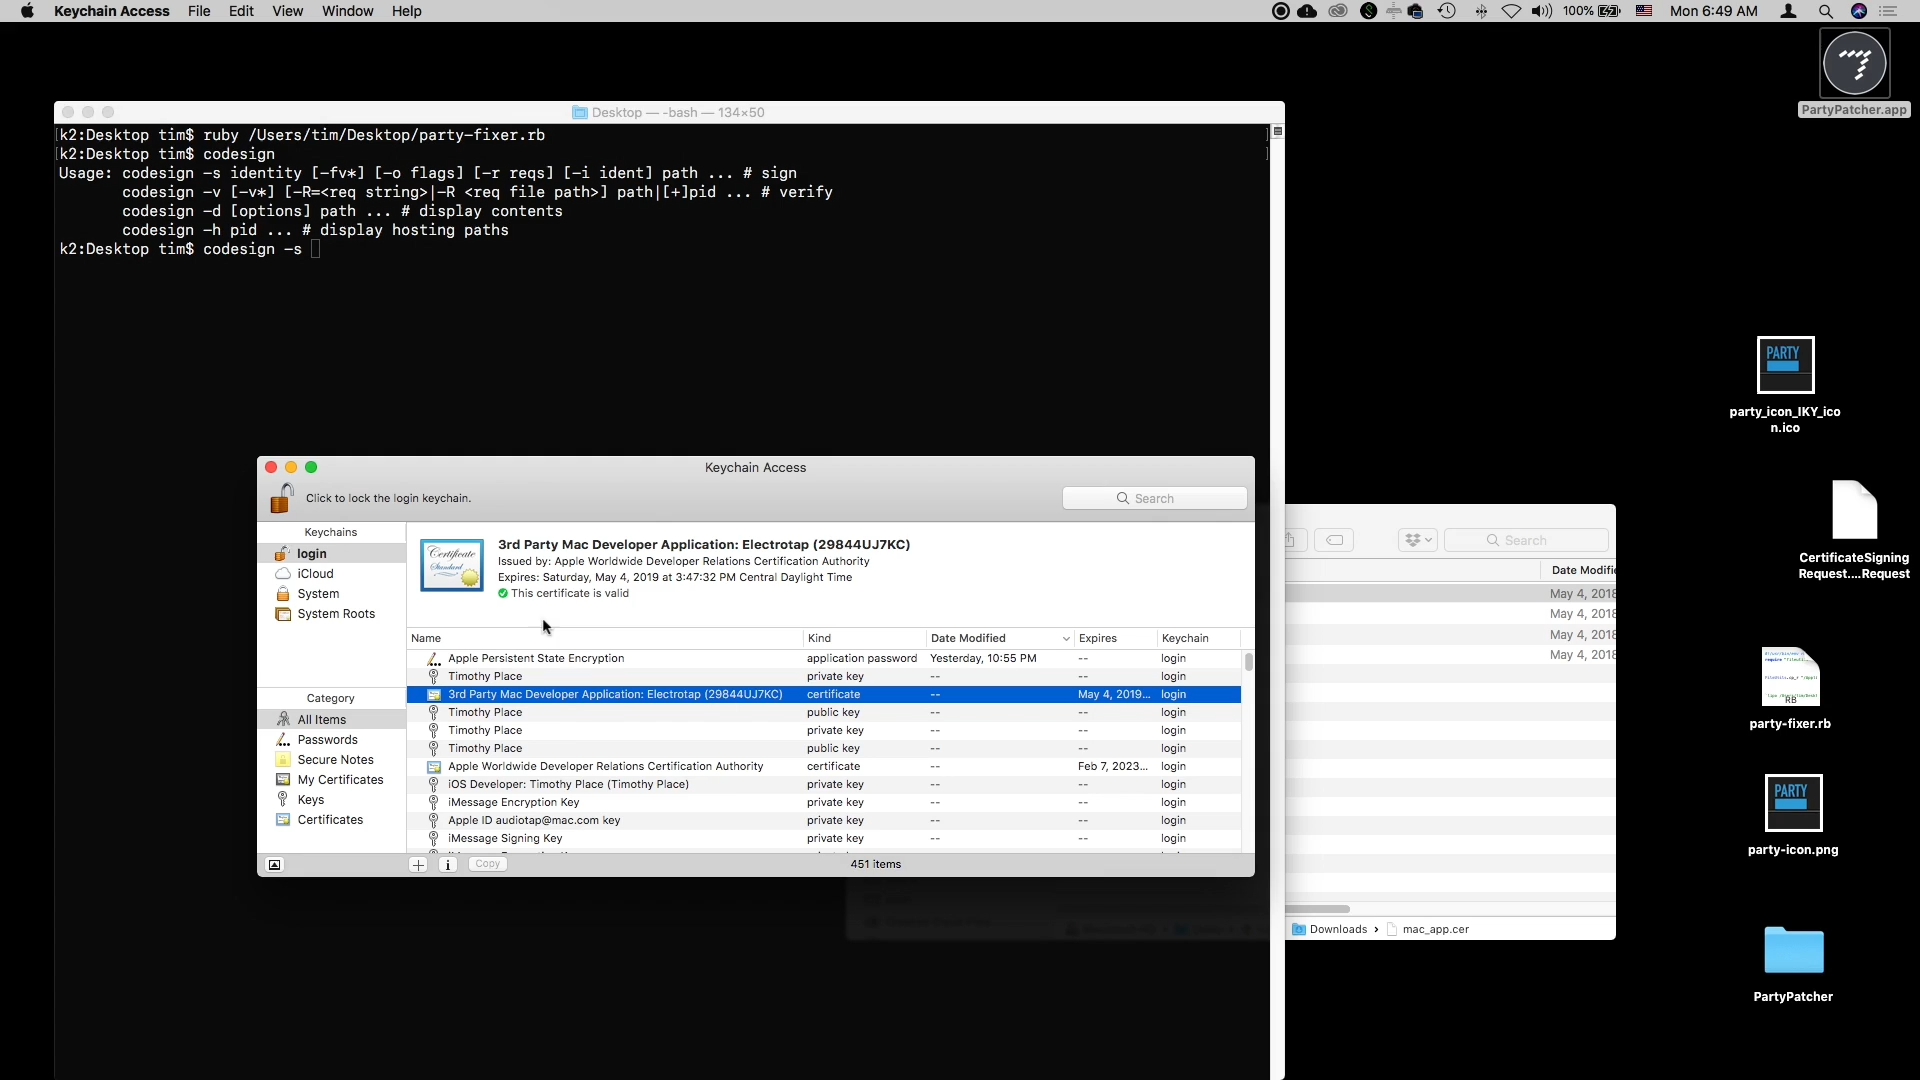 Keychain Access File Edit View Window Help
100%
Mon 6:49 AM
PartyPatcher.app
Desktop — -bash — 134×50
[k2:Desktop tim$ ruby /Users/tim/Desktop/party-fixer.rb ]
[k2:Desktop tim$ codesign ]
Usage: codesign -s identity [-fv*] [-o flags] [-r reqs] [-i ident] path ... # sign
codesign -v [-v*] [-R=<req string>|-R <req file path>] path|[+]pid ... # verify
codesign -d [options] path ... # display contents
codesign -h pid ... # display hosting paths
k2:Desktop tim$ codesign -s
PARTY
party_icon_IKY_ico
n.ico
Keychain Access
Click to lock the login keychain.
Search
Keychains
login
iCloud
System
System Roots
Certificate
Standard
3rd Party Mac Developer Application: Electrotap (29844UJ7KC)
Issued by: Apple Worldwide Developer Relations Certification Authority
Expires: Saturday, May 4, 2019 at 3:47:32 PM Central Daylight Time
This certificate is valid
Name Kind Date Modified Expires Keychain
Apple Persistent State Encryption application password Yesterday, 10:55 PM -- login
Timothy Place private key -- -- login
3rd Party Mac Developer Application: Electrotap (29844UJ7KC) certificate -- May 4, 2019... login
Timothy Place public key -- -- login
Timothy Place private key -- -- login
Timothy Place public key -- -- login
Apple Worldwide Developer Relations Certification Authority certificate -- Feb 7, 2023... login
iOS Developer: Timothy Place (Timothy Place) private key -- -- login
iMessage Encryption Key private key -- -- login
Apple ID audiotap@mac.com key private key -- -- login
iMessage Signing Key private key -- -- login
Category
All Items
Passwords
Secure Notes
My Certificates
Keys
Certificates
Copy
451 items
Search
Date Modifie
May 4, 2018
May 4, 2018
May 4, 2018
May 4, 2018
Downloads › mac_app.cer
CertificateSigning
Request....Request
RB
party-fixer.rb
PARTY
party-icon.png
PartyPatcher